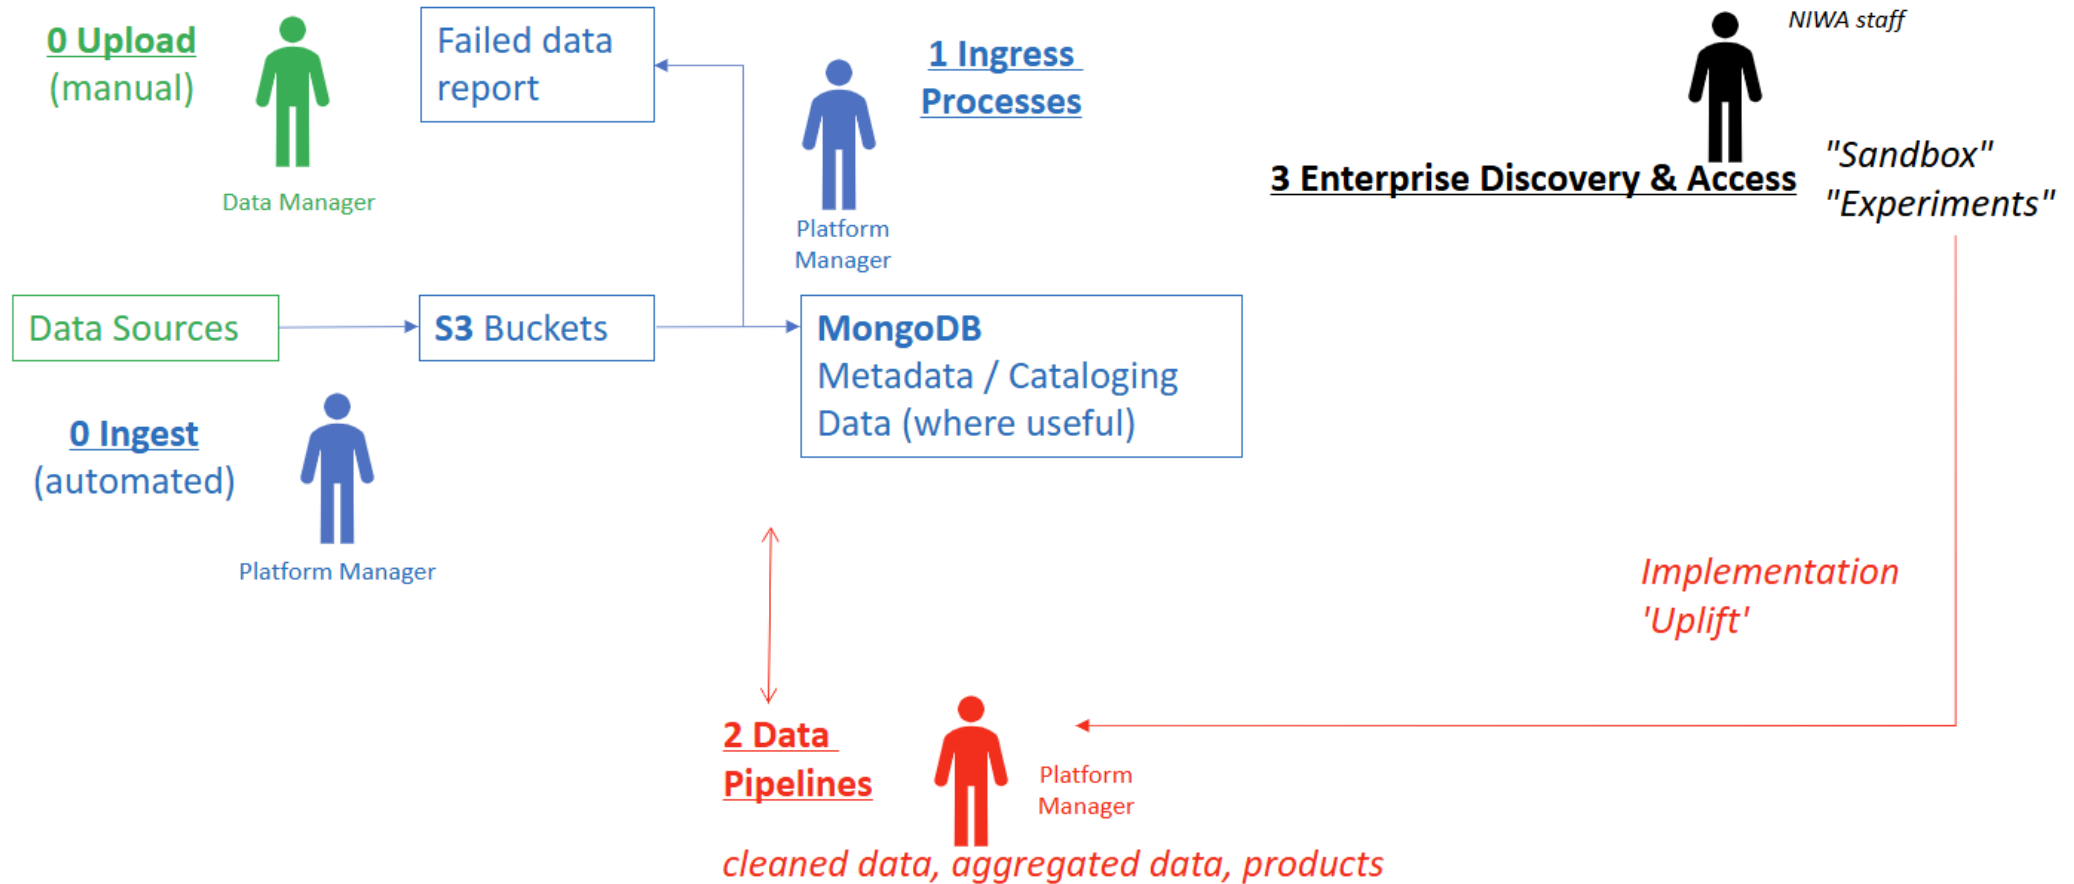 0 Upload
(manual)
Data Manager
Failed data
report
1 Ingress
Processes
Platform
Manager
NIWA staff
3 Enterprise Discovery & Access
"Sandbox"
"Experiments"
Data Sources
S3 Buckets
MongoDB
Metadata / Cataloging
Data (where useful)
0 Ingest
(automated)
Platform Manager
Implementation
'Uplift'
2 Data
Pipelines
Platform
Manager
cleaned data, aggregated data, products